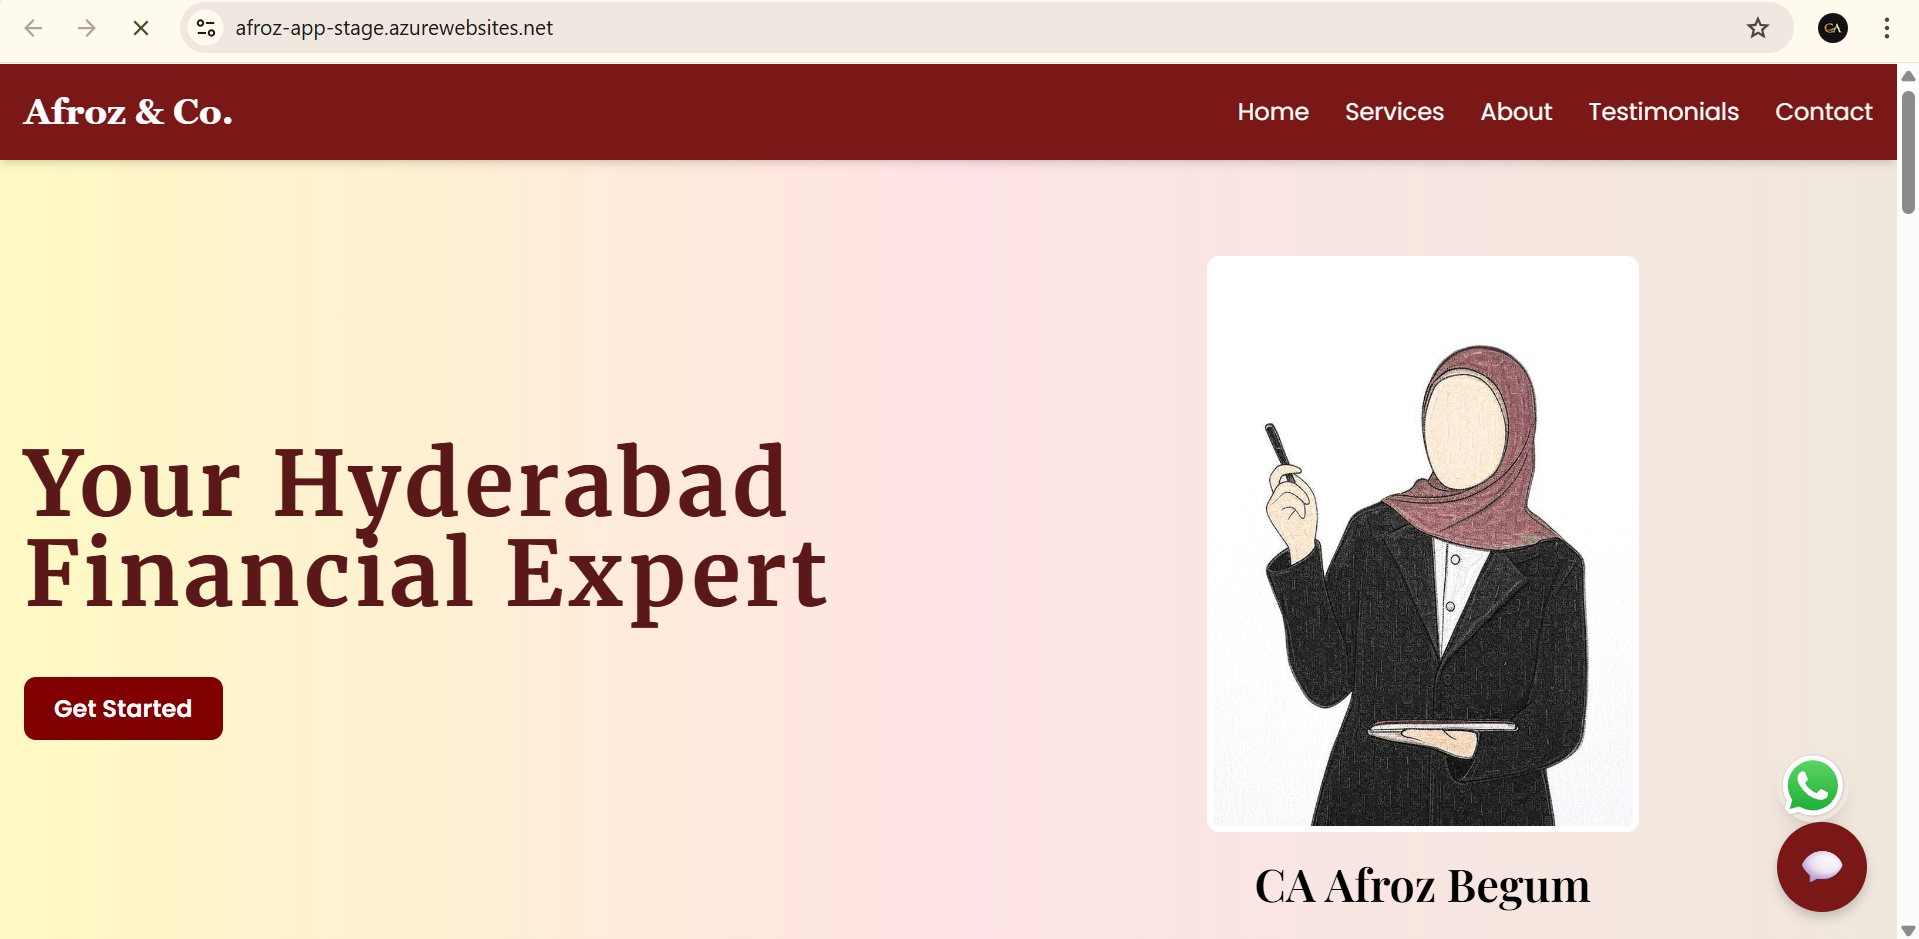 afroz-app-stage.azurewebsites.net
CA
Afroz & Co.
Home Services About Testimonials Contact
Your Hyderabad
Financial Expert
Get Started
CA Afroz Begum